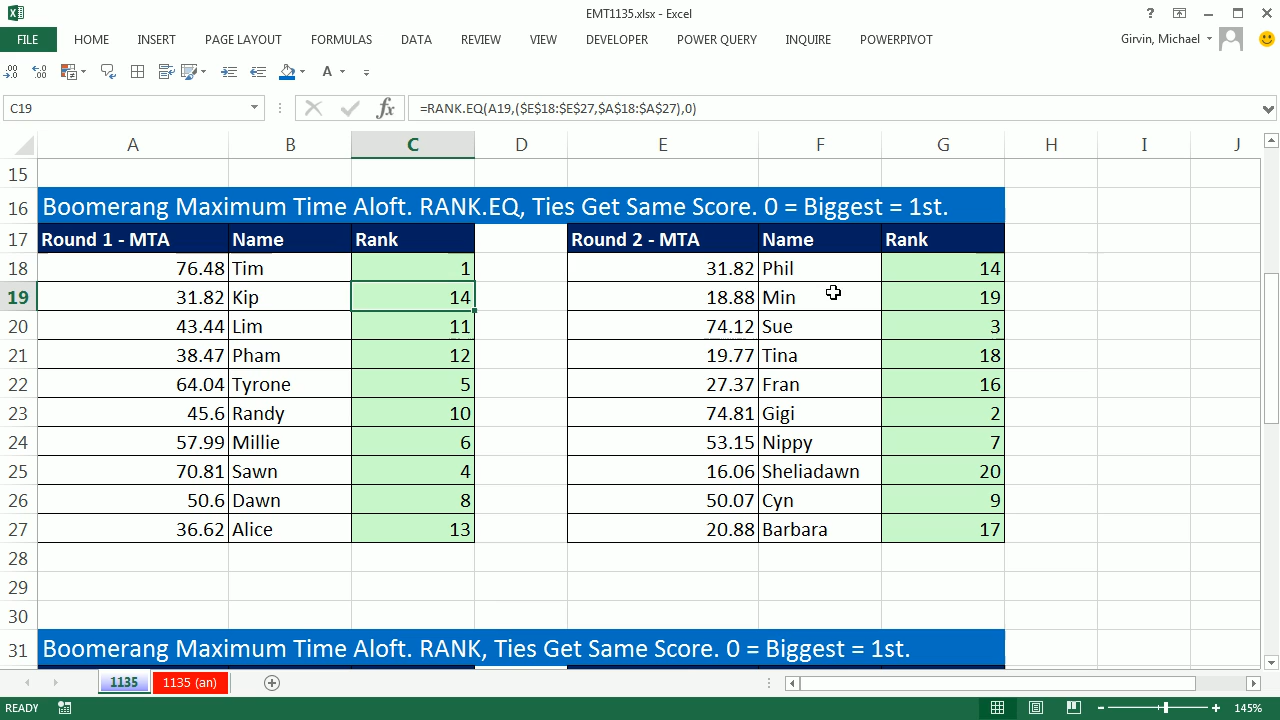 EMT1135.xlsx - Excel
FILE HOME INSERT PAGE LAYOUT FORMULAS DATA REVIEW VIEW DEVELOPER POWER QUERY INQUIRE POWERPIVOT Girvin, Michael
C19 fx =RANK.EQ(A19,($E$18:$E$27,$A$18:$A$27),0)
A B C D E F G H I J
15
16 Boomerang Maximum Time Aloft. RANK.EQ, Ties Get Same Score. 0 = Biggest = 1st.
17 Round 1 - MTA Name Rank Round 2 - MTA Name Rank
18 76.48 Tim 1 31.82 Phil 14
19 31.82 Kip 14 18.88 Min 19
20 43.44 Lim 11 74.12 Sue 3
21 38.47 Pham 12 19.77 Tina 18
22 64.04 Tyrone 5 27.37 Fran 16
23 45.6 Randy 10 74.81 Gigi 2
24 57.99 Millie 6 53.15 Nippy 7
25 70.81 Sawn 4 16.06 Sheliadawn 20
26 50.6 Dawn 8 50.07 Cyn 9
27 36.62 Alice 13 20.88 Barbara 17
28
29
30
31 Boomerang Maximum Time Aloft. RANK, Ties Get Same Score. 0 = Biggest = 1st.
1135 1135 (an)
READY 145%